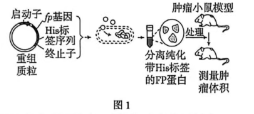 启动子
fp基因
His标
签序列
终止子
重组
质粒
分离纯化
带His标签
的FP蛋白
肿瘤小鼠模型
处理
测量肿
瘤体积
图1